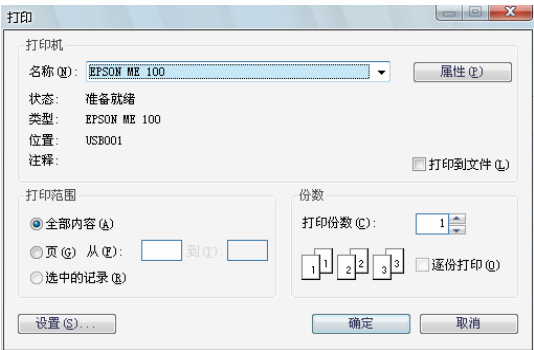 打印
打印机
名称(N): EPSON ME 100 属性(P)
状态: 准备就绪
类型: EPSON ME 100
位置: USB001
注释:
打印到文件(L)
打印范围
全部内容(A)
页(G) 从(F): 到(T):
选中的记录(R)
份数
打印份数(C): 1
1 1 2 2 3 3 逐份打印(O)
设置(S)... 确定 取消